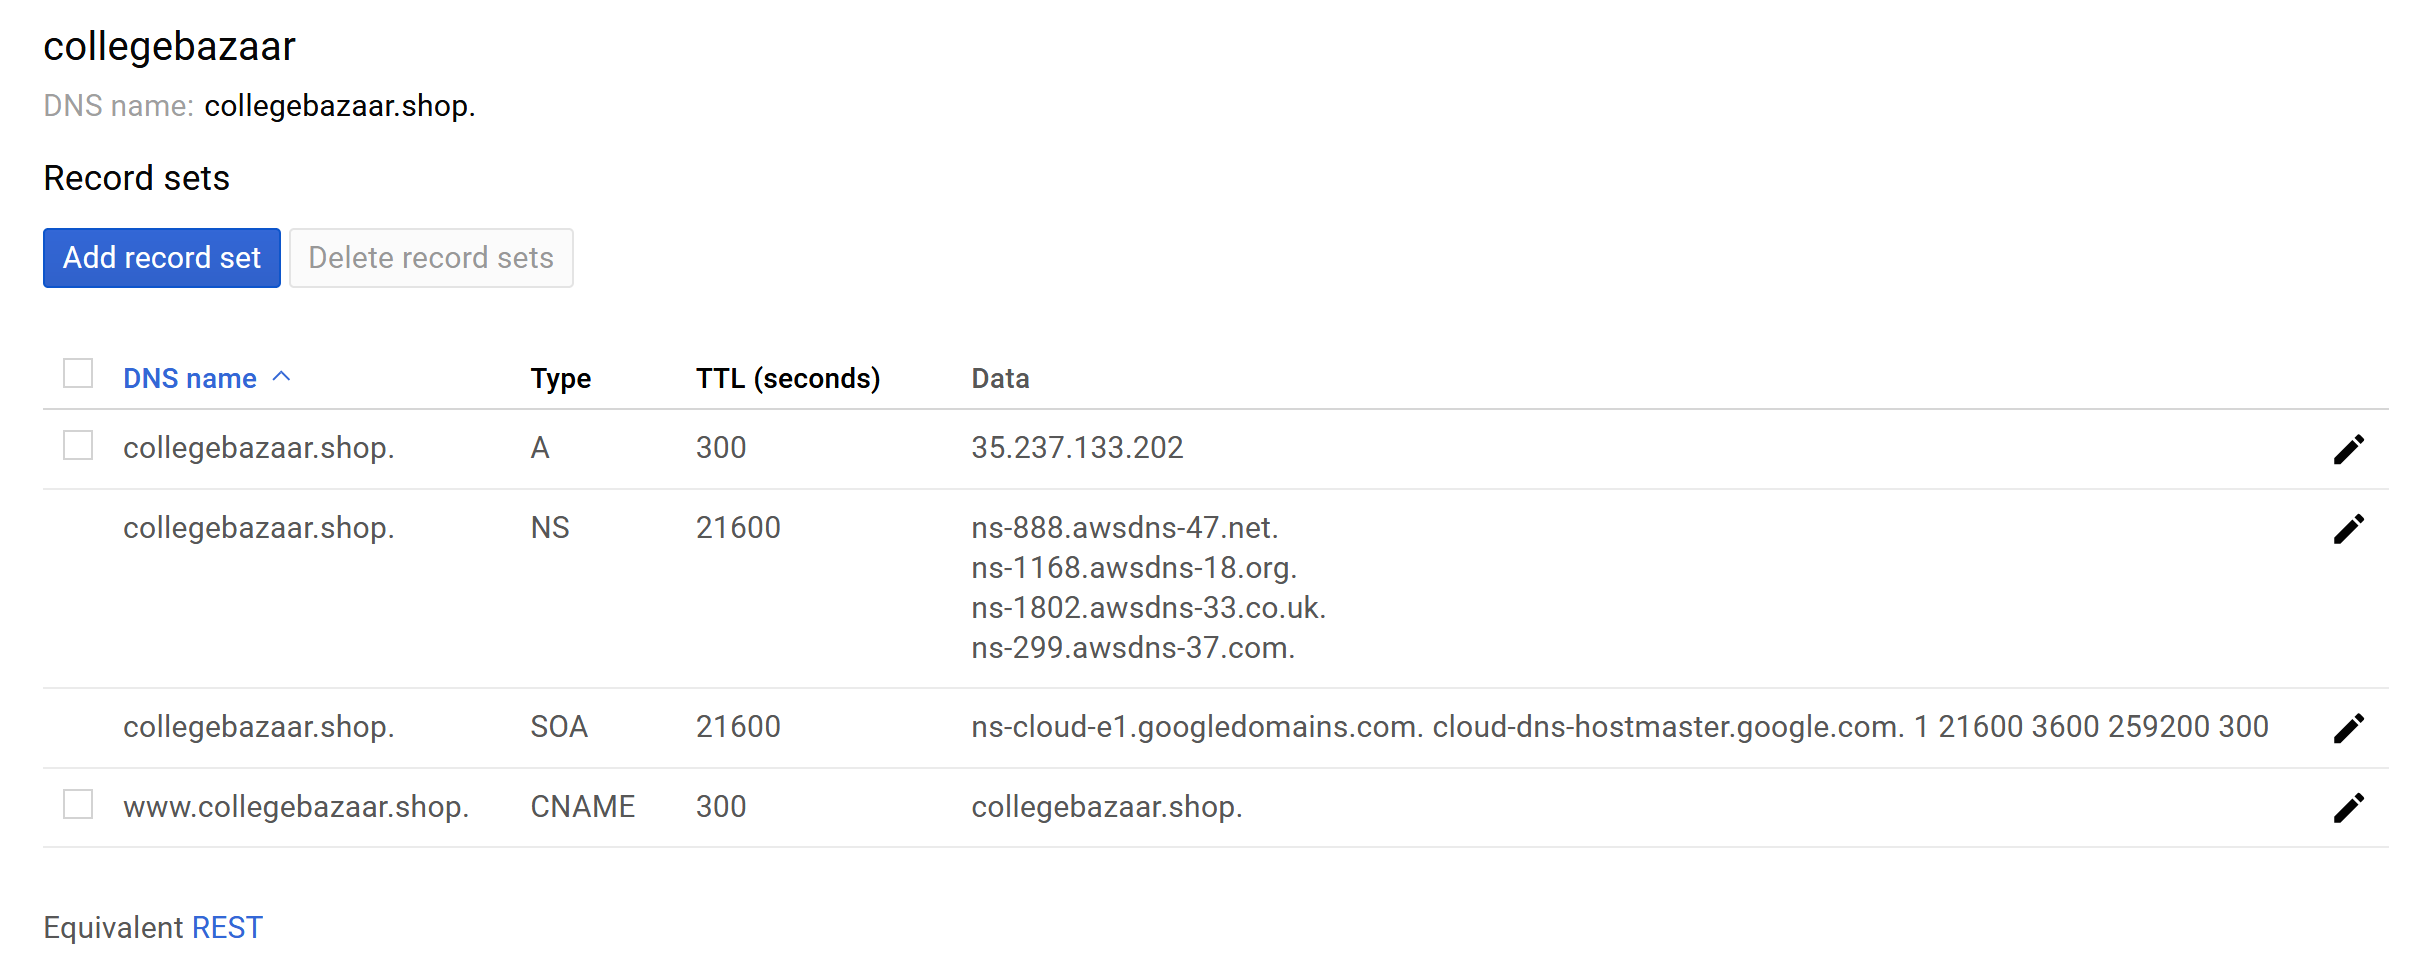 collegebazaar
DNS name: collegebazaar.shop.
Record sets
Add record set Delete record sets
DNS name Type TTL (seconds) Data
collegebazaar.shop. A 300 35.237.133.202
collegebazaar.shop. NS 21600 ns-888.awsdns-47.net.
ns-1168.awsdns-18.org.
ns-1802.awsdns-33.co.uk.
ns-299.awsdns-37.com.
collegebazaar.shop. SOA 21600 ns-cloud-e1.googledomains.com. cloud-dns-hostmaster.google.com. 1 21600 3600 259200 300
www.collegebazaar.shop. CNAME 300 collegebazaar.shop.
Equivalent REST